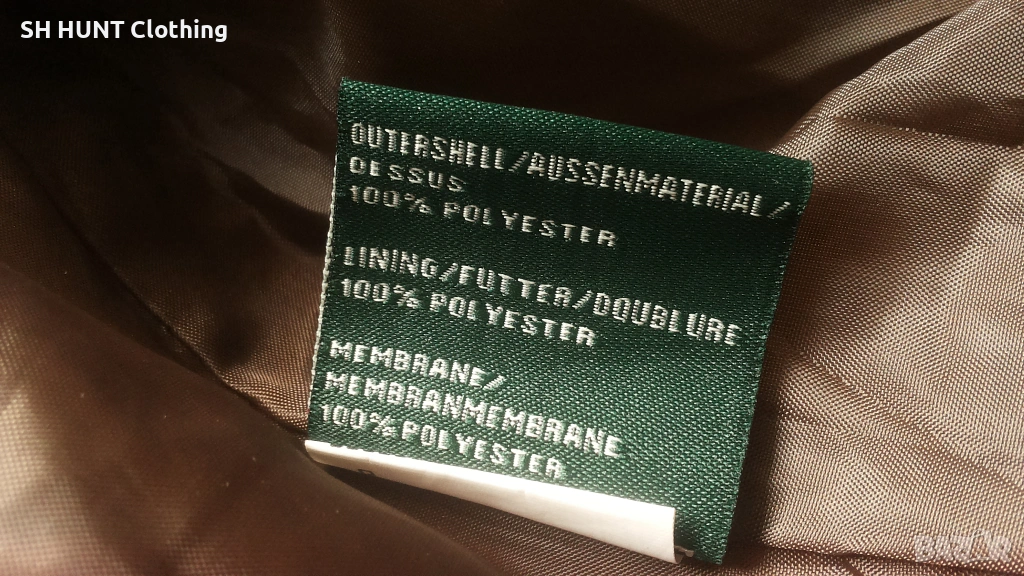 SH HUNT Clothing
OUTERSHELL/AUSSENMATERIAL/
DESSUS
100% POLYESTER
LINING/FUTTER/DOUBLURE
100% POLYESTER
MEMBRANE/
MEMBRANMEMBRANE
100% POLYESTER